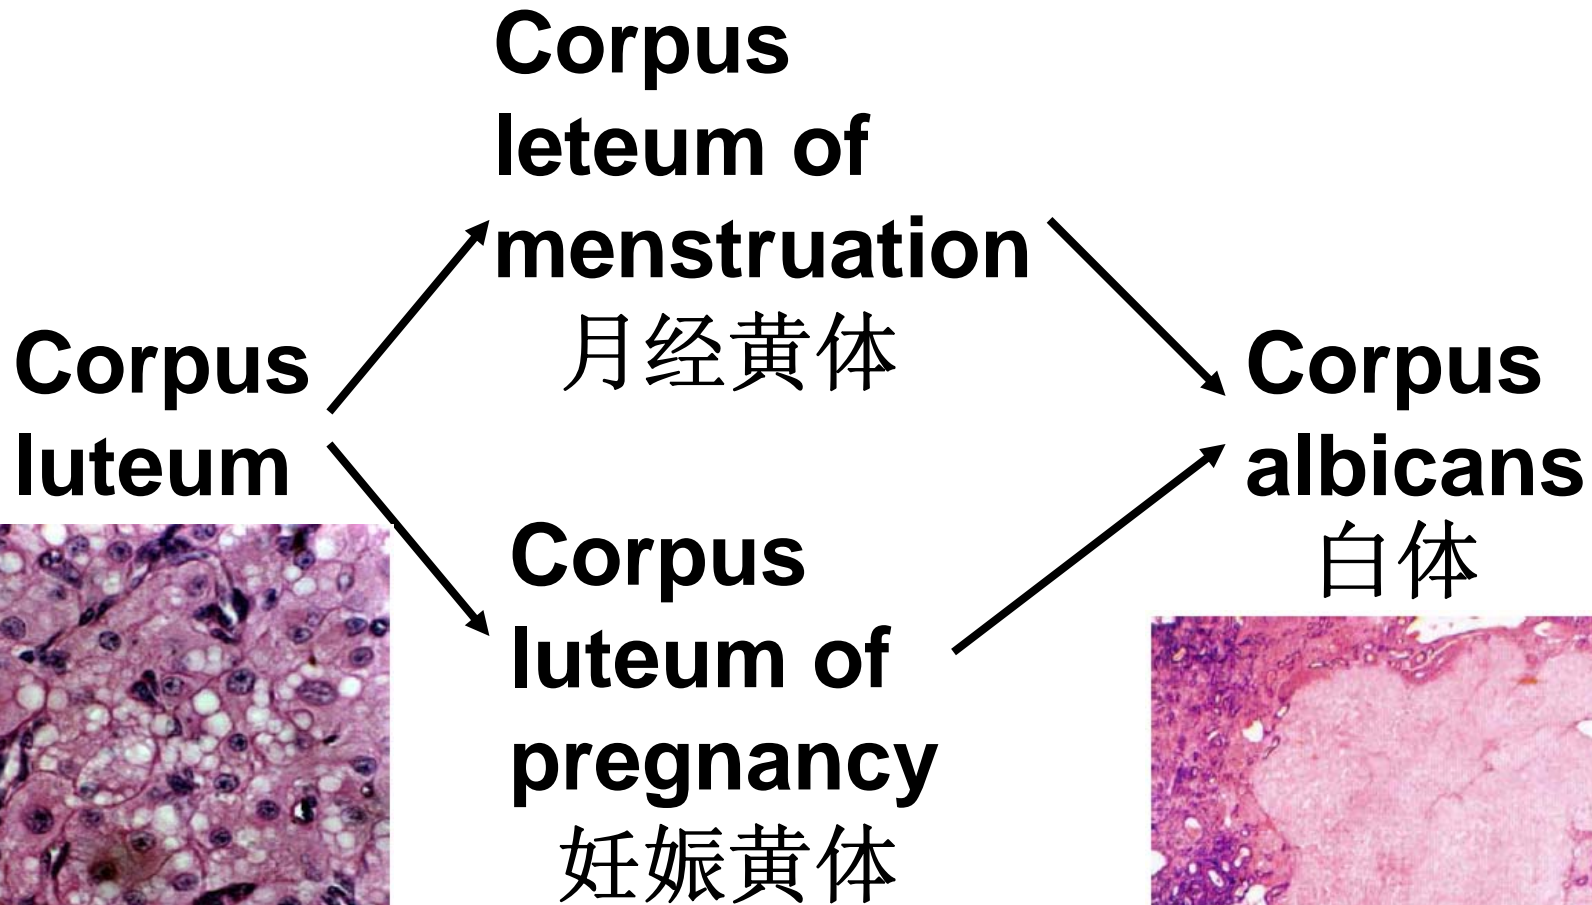 Corpus
luteum
Corpus
leteum of
menstruation
月经黄体
Corpus
luteum of
pregnancy
妊娠黄体
Corpus
albicans
白体